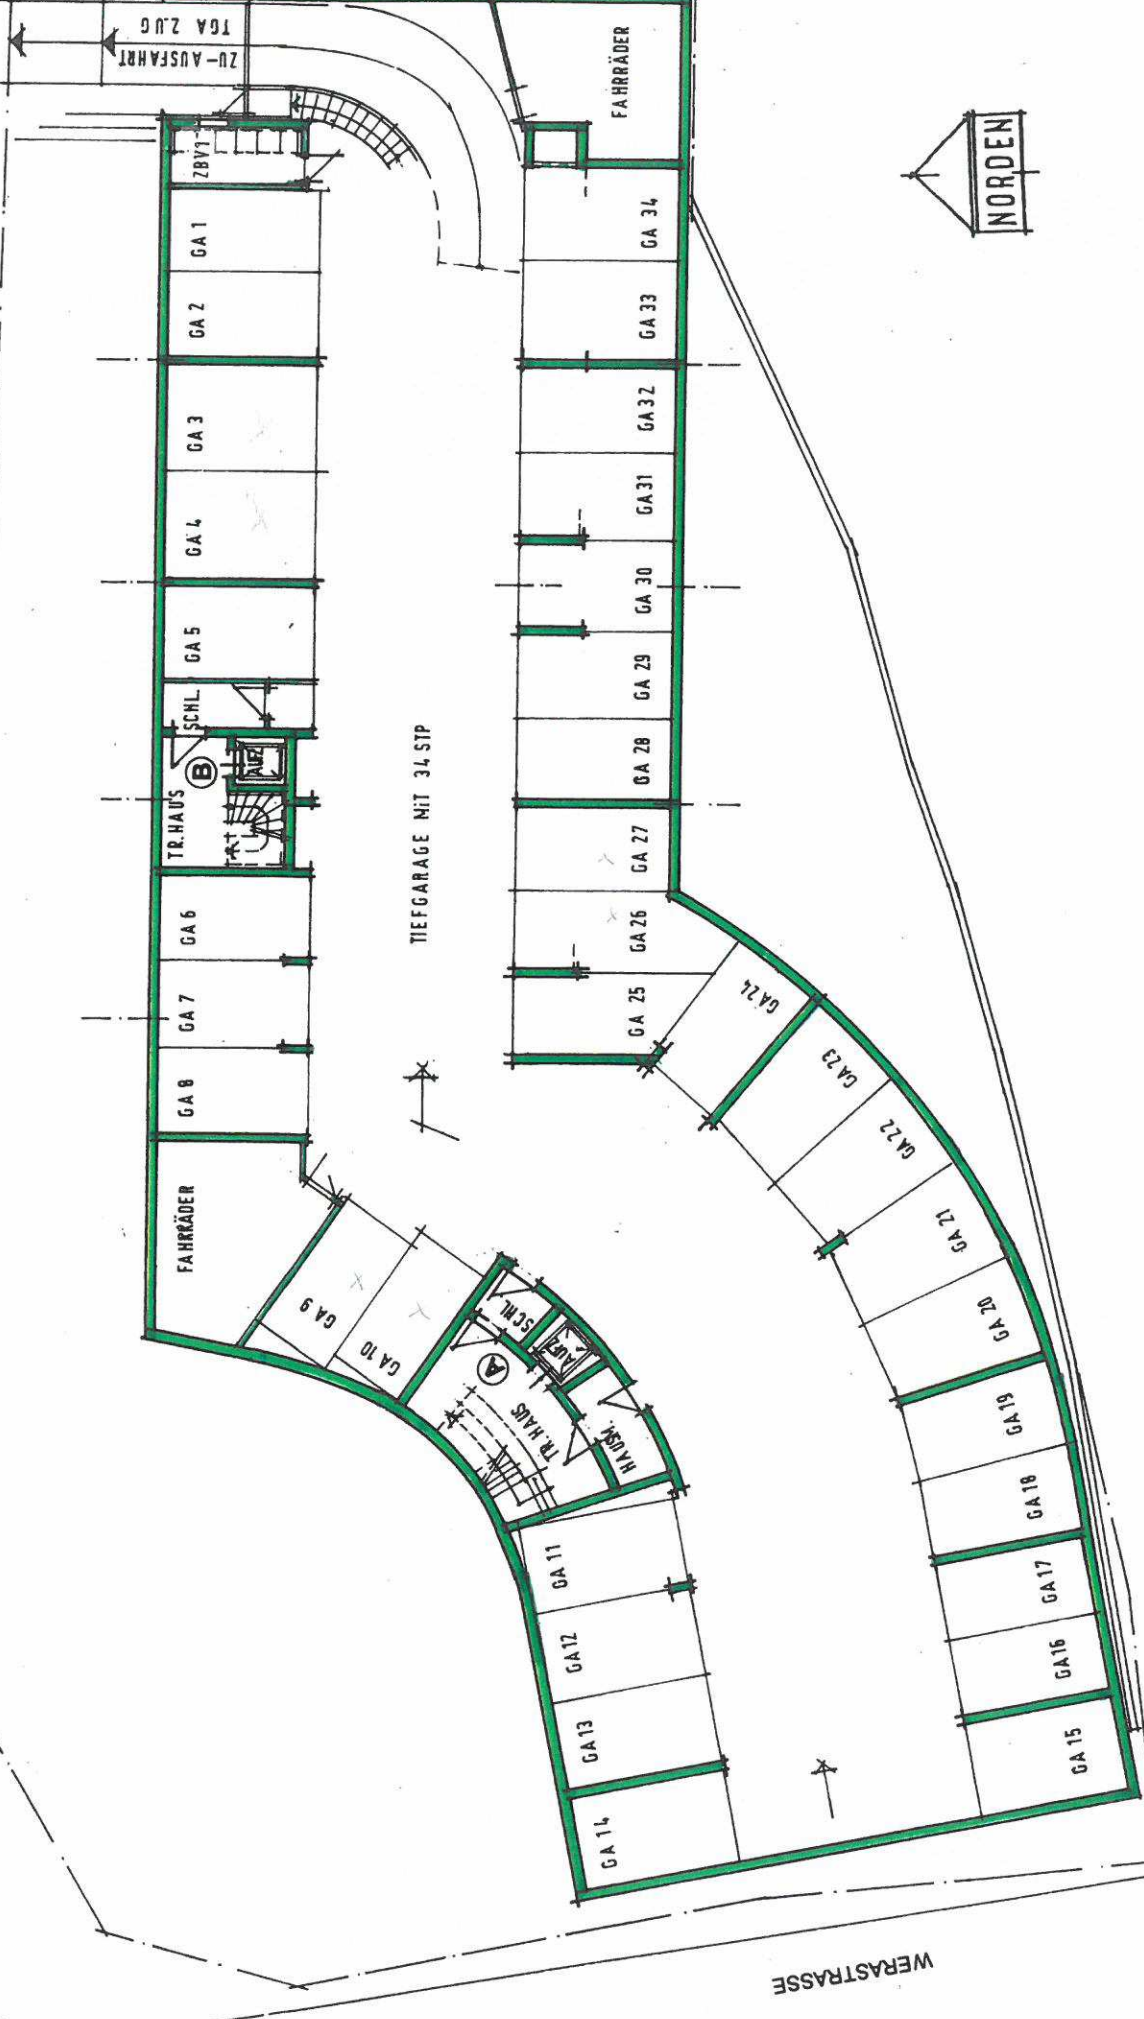 ZU-AUSFAHRT
TGA 2.UG
FAHRRÄDER
ZBV1
NORDEN
GA 1
GA 2
GA 3
GA 4
GA 5
SCHL.
TR.HAUS
B
AUFZ
GA 6
GA 7
GA 8
FAHRRÄDER
GA 9
GA 10
SCHL.
A
AUFZ
TR.HAUS
HAUSM.
GA 11
GA 12
GA 13
GA 14
TIEFGARAGE MIT 34 STP
GA 34
GA 33
GA 32
GA 31
GA 30
GA 29
GA 28
GA 27
GA 26
GA 25
GA 24
GA 23
GA 22
GA 21
GA 20
GA 19
GA 18
GA 17
GA 16
GA 15
WERASTRASSE